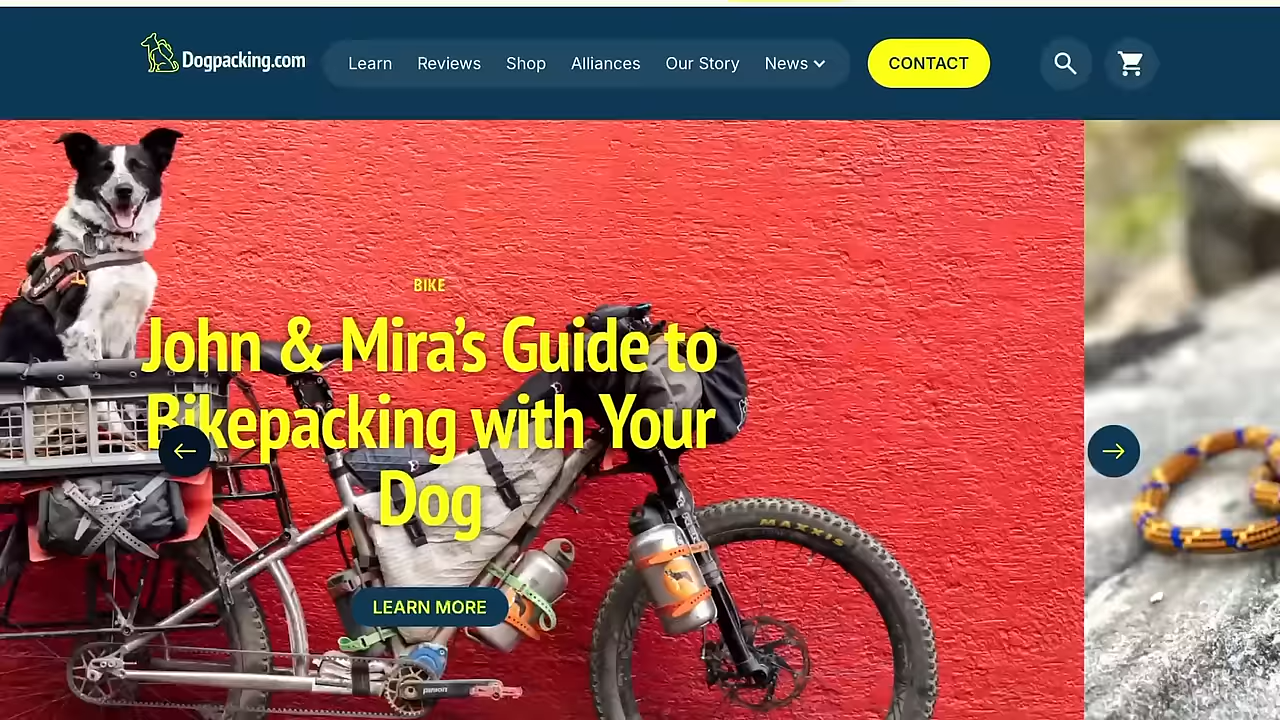 Dogpacking.com
Learn Reviews Shop Alliances Our Story News CONTACT
BIKE
John & Mira’s Guide to
Bikepacking with Your
Dog
MAXXIS
LEARN MORE
pinion